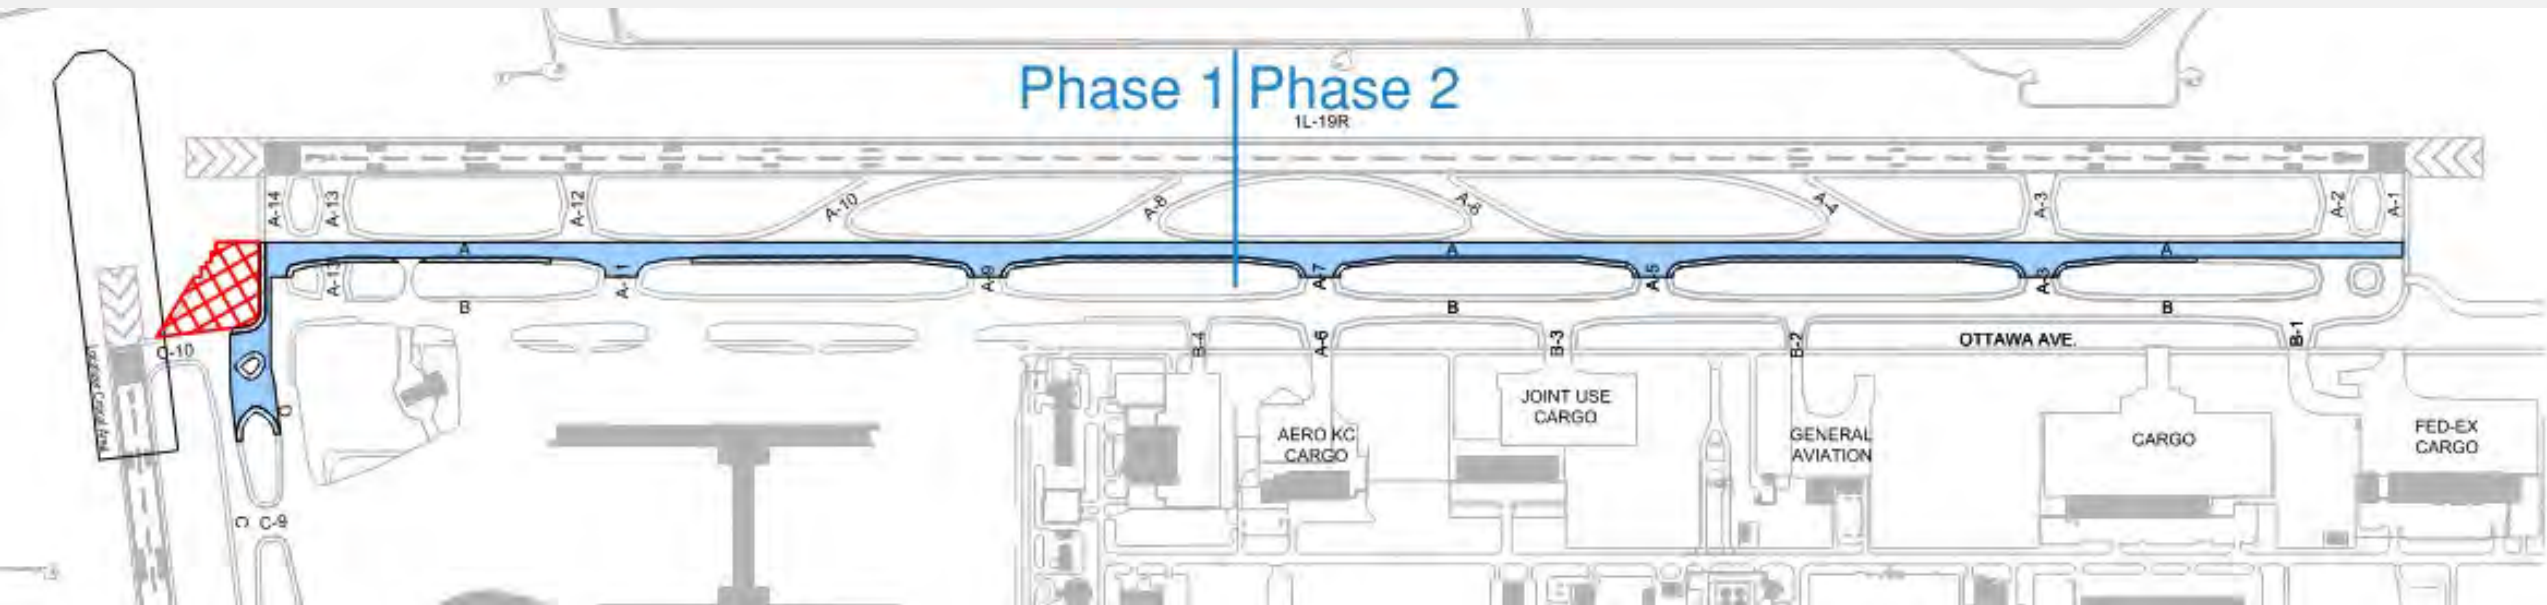 Phase 1
Phase 2
1L-19R
A-14
A-13
A-12
A-10
A-8
A-6
A-4
A-3
A-2
A-1
A
A
A
A-9
A-7
A-5
A-3
B
B
B
C-10
B-4
A-6
B-3
B-2
OTTAWA AVE.
B-1
JOINT USE
CARGO
AERO KC
CARGO
GENERAL
AVIATION
CARGO
FED-EX
CARGO
C C-9